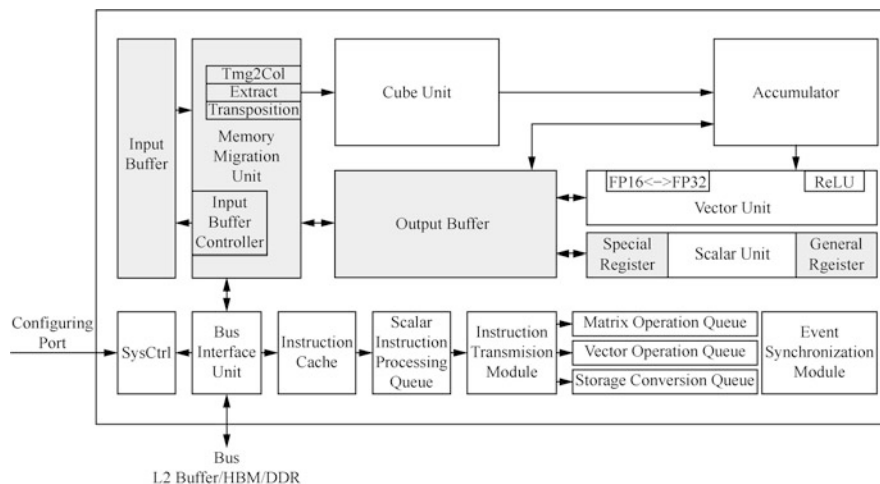 Tmg2Col
Extract
Transposition
Memory
Migration
Unit
Input
Buffer
Input
Buffer
Controller
Cube Unit
Accumulator
Output Buffer
FP16<->FP32
ReLU
Vector Unit
Special
Register
Scalar Unit
General
Rgeister
Configuring
Port
SysCtrl
Bus
Interface
Unit
Instruction
Cache
Scalar
Instruction
Processing
Queue
Instruction
Transmision
Module
Matrix Operation Queue
Vector Operation Queue
Storage Conversion Queue
Event
Synchronization
Module
Bus
L2 Buffer/HBM/DDR